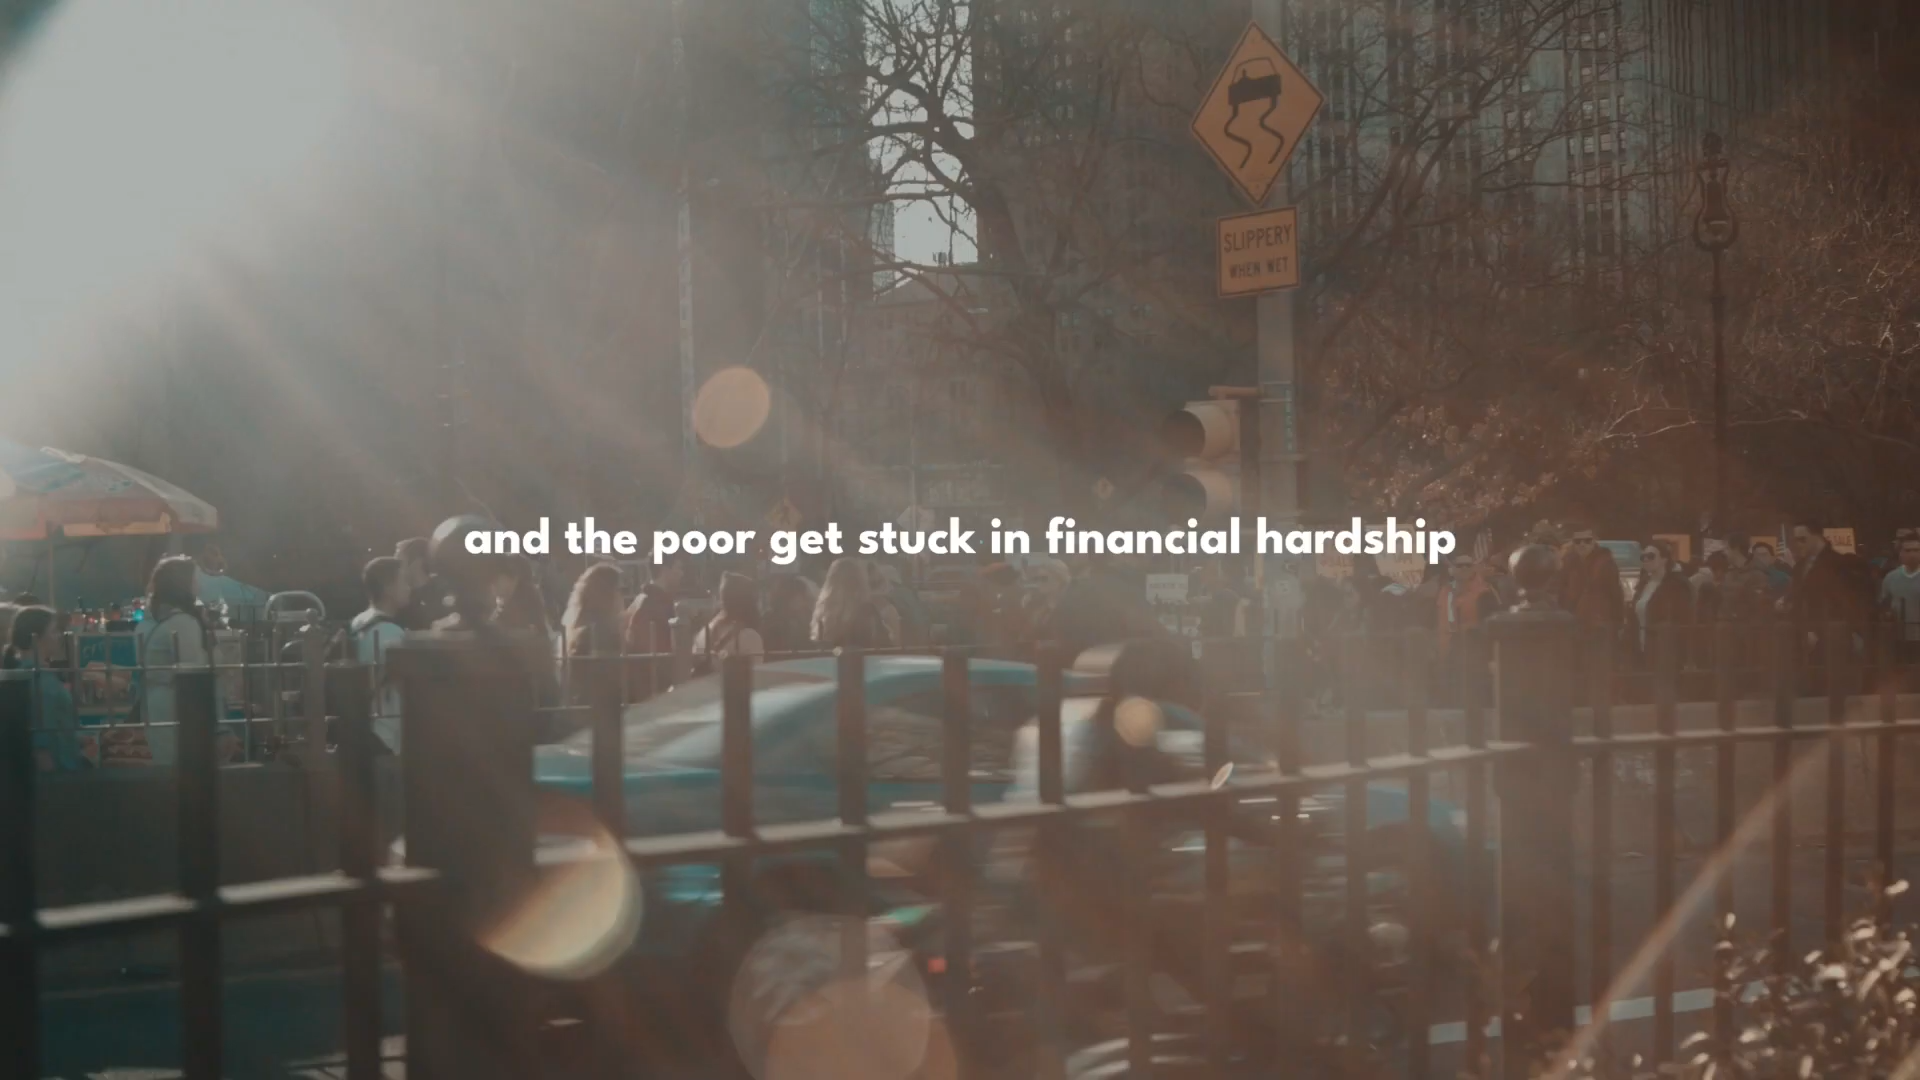 SLIPPERY
WHEN WET
and the poor get stuck in financial hardship